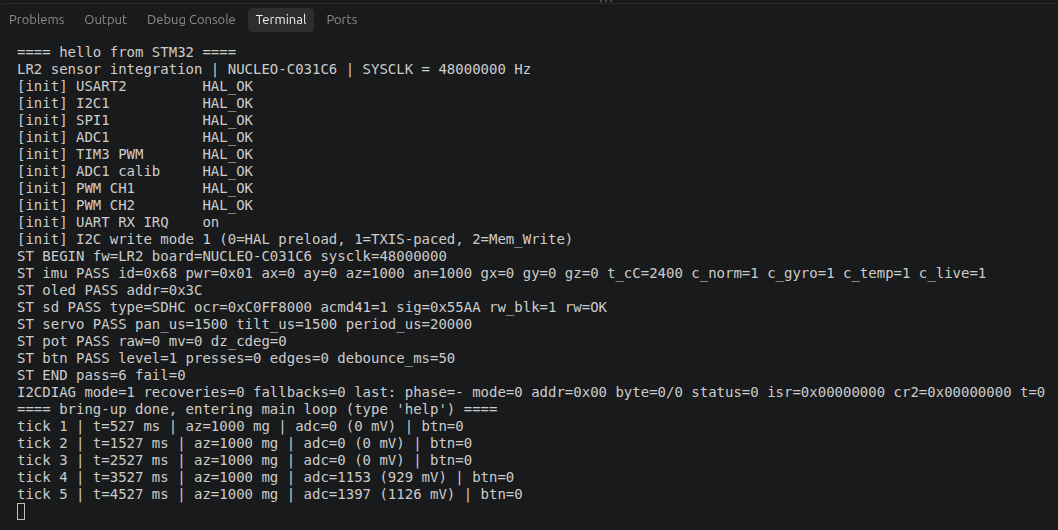 Problems Output Debug Console Terminal Ports
==== hello from STM32 ====
LR2 sensor integration | NUCLEO-C031C6 | SYSCLK = 48000000 Hz
[init] USART2         HAL_OK
[init] I2C1           HAL_OK
[init] SPI1           HAL_OK
[init] ADC1           HAL_OK
[init] TIM3 PWM       HAL_OK
[init] ADC1 calib     HAL_OK
[init] PWM CH1        HAL_OK
[init] PWM CH2        HAL_OK
[init] UART RX IRQ    on
[init] I2C write mode 1 (0=HAL preload, 1=TXIS-paced, 2=Mem_Write)
ST BEGIN fw=LR2 board=NUCLEO-C031C6 sysclk=48000000
ST imu PASS id=0x68 pwr=0x01 ax=0 ay=0 az=1000 an=1000 gx=0 gy=0 gz=0 t_cC=2400 c_norm=1 c_gyro=1 c_temp=1 c_live=1
ST oled PASS addr=0x3C
ST sd PASS type=SDHC ocr=0xC0FF8000 acmd41=1 sig=0x55AA rw_blk=1 rw=OK
ST servo PASS pan_us=1500 tilt_us=1500 period_us=20000
ST pot PASS raw=0 mv=0 dz_cdeg=0
ST btn PASS level=1 presses=0 edges=0 debounce_ms=50
ST END pass=6 fail=0
I2CDIAG mode=1 recoveries=0 fallbacks=0 last: phase=- mode=0 addr=0x00 byte=0/0 status=0 isr=0x00000000 cr2=0x00000000 t=0
==== bring-up done, entering main loop (type 'help') ====
tick 1 | t=527 ms | az=1000 mg | adc=0 (0 mV) | btn=0
tick 2 | t=1527 ms | az=1000 mg | adc=0 (0 mV) | btn=0
tick 3 | t=2527 ms | az=1000 mg | adc=0 (0 mV) | btn=0
tick 4 | t=3527 ms | az=1000 mg | adc=1153 (929 mV) | btn=0
tick 5 | t=4527 ms | az=1000 mg | adc=1397 (1126 mV) | btn=0